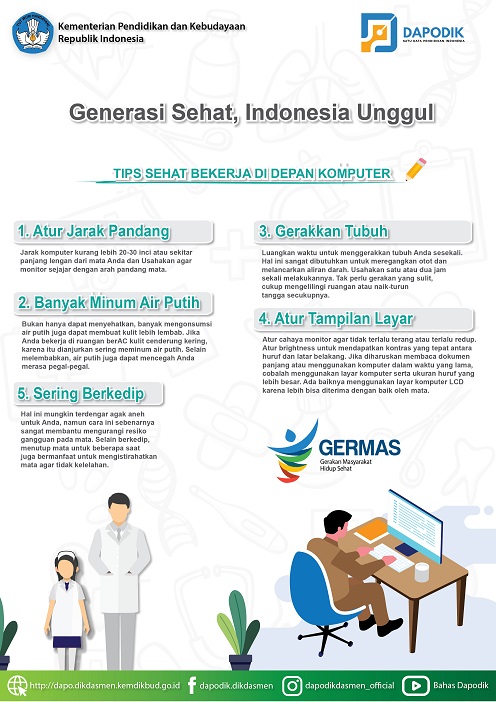 Kementerian Pendidikan dan Kebudayaan
Republik Indonesia
DAPODIK
SATU DATA PENDIDIKAN INDONESIA
Generasi Sehat, Indonesia Unggul
TIPS SEHAT BEKERJA DI DEPAN KOMPUTER
1. Atur Jarak Pandang
Jarak komputer kurang lebih 20-30 inci atau sekitar
panjang lengan dari mata Anda dan Usahakan agar
monitor sejajar dengan arah pandang mata.
2. Banyak Minum Air Putih
Bukan hanya dapat menyehatkan, banyak mengonsumsi
air putih juga dapat membuat kulit lebih lembab. Jika
Anda bekerja di ruangan berAC kulit cenderung kering,
karena itu dianjurkan sering meminum air putih. Selain
melembabkan, air putih juga dapat mencegah Anda
merasa pegal-pegal.
5. Sering Berkedip
Hal ini mungkin terdengar agak aneh
untuk Anda, namun cara ini sebenarnya
sangat membantu mengurangi resiko
gangguan pada mata. Selain berkedip,
menutup mata untuk beberapa saat
juga bermanfaat untuk mengistirahatkan
mata agar tidak kelelahan.
3. Gerakkan Tubuh
Luangkan waktu untuk menggerakkan tubuh Anda sesekali.
Hal ini sangat dibutuhkan untuk meregangkan otot dan
melancarkan aliran darah. Usahakan satu atau dua jam
sekali melakukannya. Tak perlu gerakan yang sulit,
cukup mengelilingi ruangan atau naik-turun
tangga secukupnya.
4. Atur Tampilan Layar
Atur cahaya monitor agar tidak terlalu terang atau terlalu redup.
Atur brightness untuk mendapatkan kontras yang tepat antara
huruf dan latar belakang. Jika diharuskan membaca dokumen
panjang atau menggunakan komputer dalam waktu yang lama,
cobalah menggunakan layar komputer serta ukuran huruf yang
lebih besar. Ada baiknya menggunakan layar komputer LCD
karena lebih bisa diterima dengan baik oleh mata.
GERMAS
Gerakan Masyarakat
Hidup Sehat
http://dapo.dikdasmen.kemdikbud.go.id
dapodik.dikdasmen
dapodikdasmen_official
Bahas Dapodik